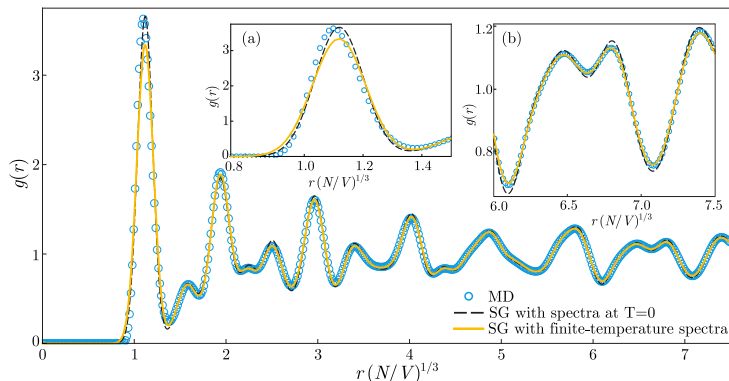 (a)
g(r)
3
2
1
0
0.8
1.0
1.2
1.4
r (N/V)^{1/3}
(b)
g(r)
1.2
1.0
0.8
6.0
6.5
7.0
7.5
r (N/V)^{1/3}
g(r)
3
2
1
0
MD
SG with spectra at T=0
SG with finite-temperature spectra
0
1
2
3
4
5
6
7
r (N/V)^{1/3}